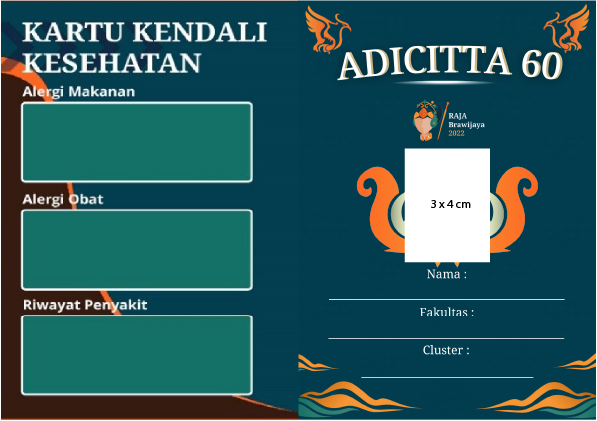 KARTU KENDALI
KESEHATAN
Alergi Makanan
Alergi Obat
Riwayat Penyakit
ADICITTA 60
RAJA
Brawijaya
2022
3 x 4 cm
Nama :
Fakultas :
Cluster :